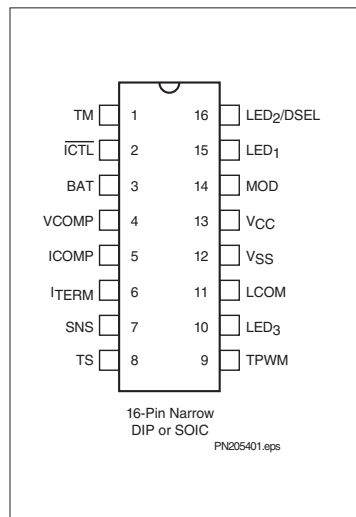 TM 1 16 LED2/DSEL
ICTL 2 15 LED1
BAT 3 14 MOD
VCOMP 4 13 VCC
ICOMP 5 12 VSS
ITERM 6 11 LCOM
SNS 7 10 LED3
TS 8 9 TPWM
16-Pin Narrow
DIP or SOIC
PN205401.eps